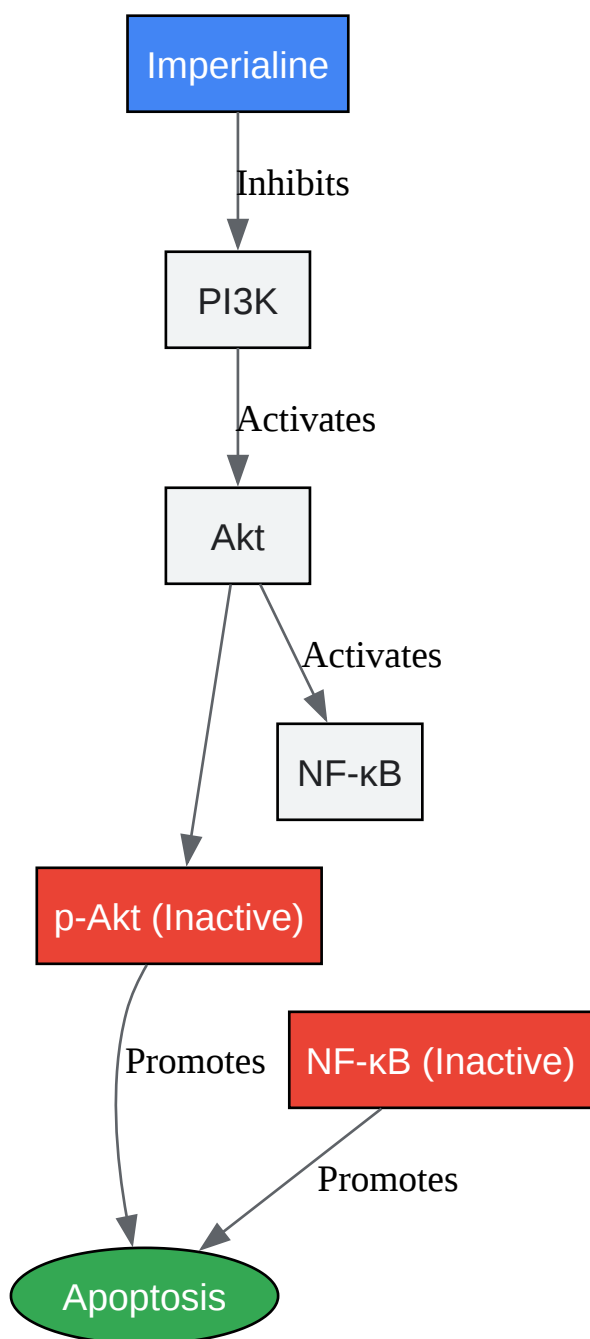 Imperialine
Inhibits
PI3K
Activates
Akt
Activates
NF-κB
p-Akt (Inactive)
NF-κB (Inactive)
Promotes
Promotes
Apoptosis